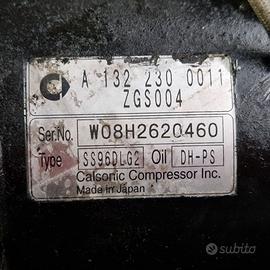 A 132 230 0011
ZGS004
Ser.No. W08H2620460
Type SS96DLG2 Oil DH-PS
Calsonic Compressor Inc.
Made in Japan
subito